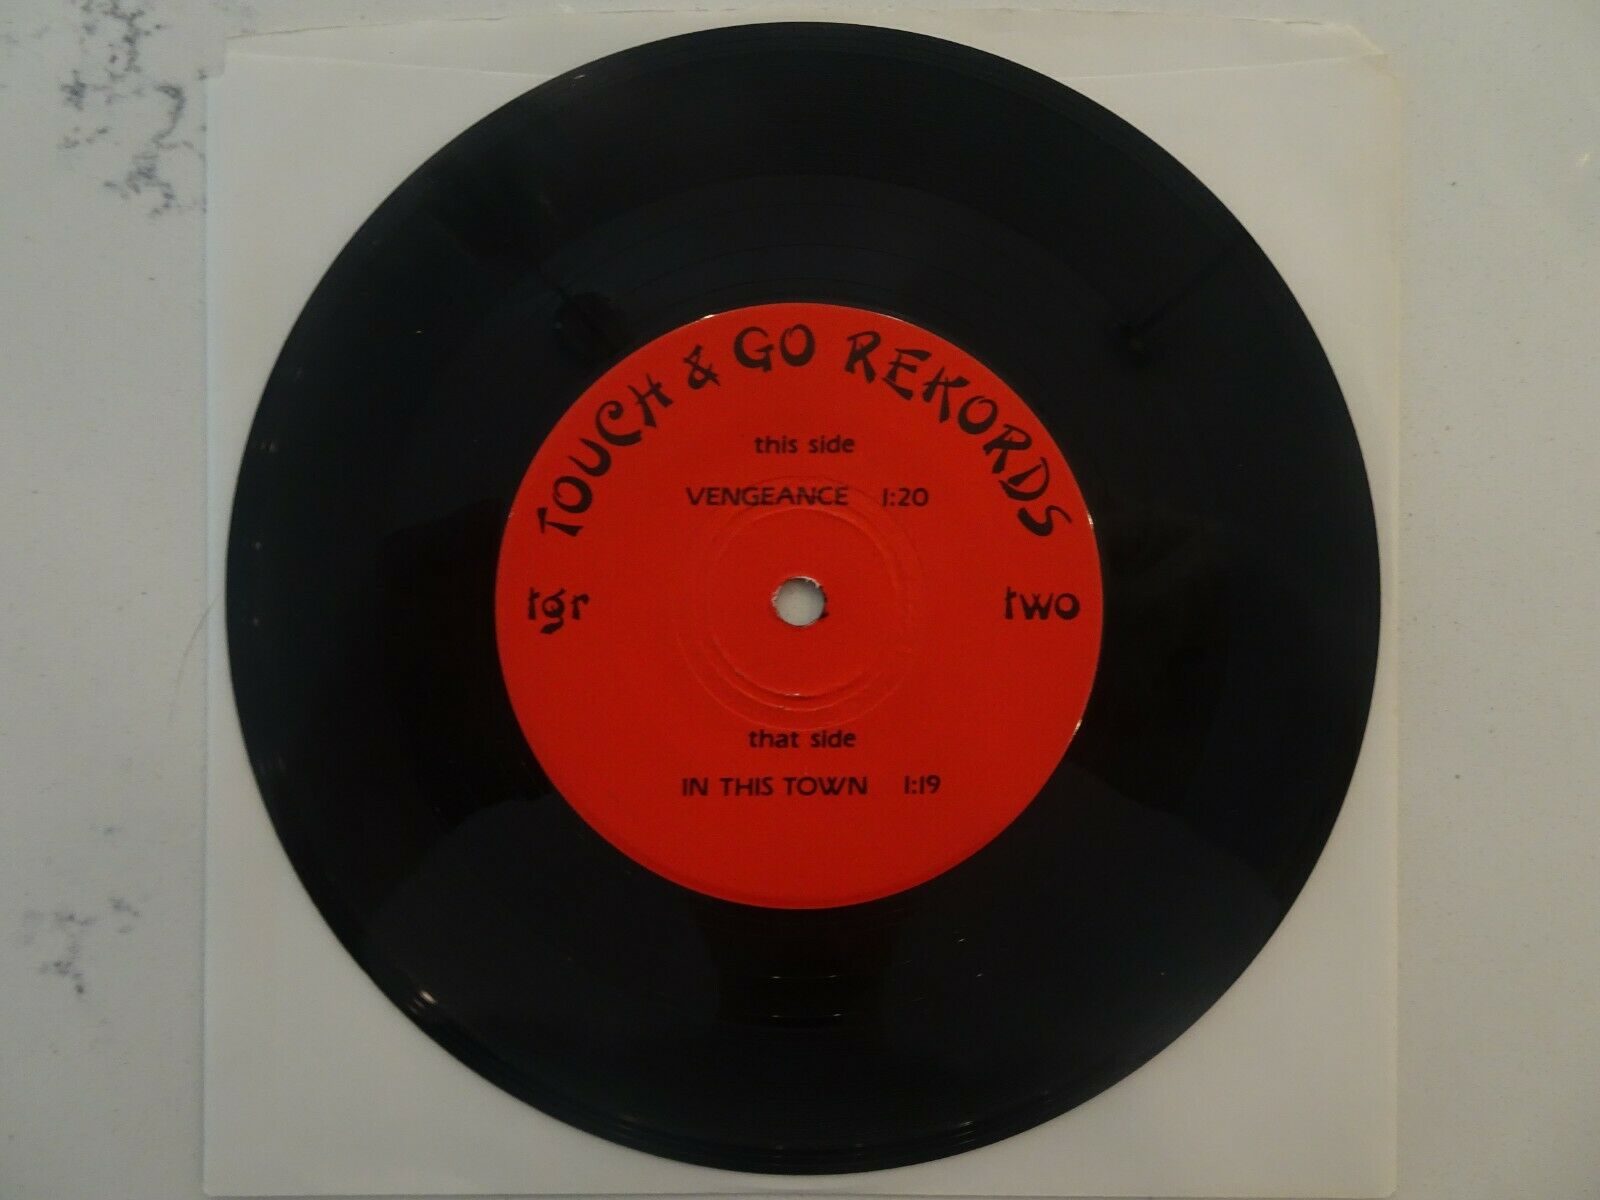 TOUCH & GO REKORDS
this side
VENGEANCE 1:20
tgr two
that side
IN THIS TOWN 1:19